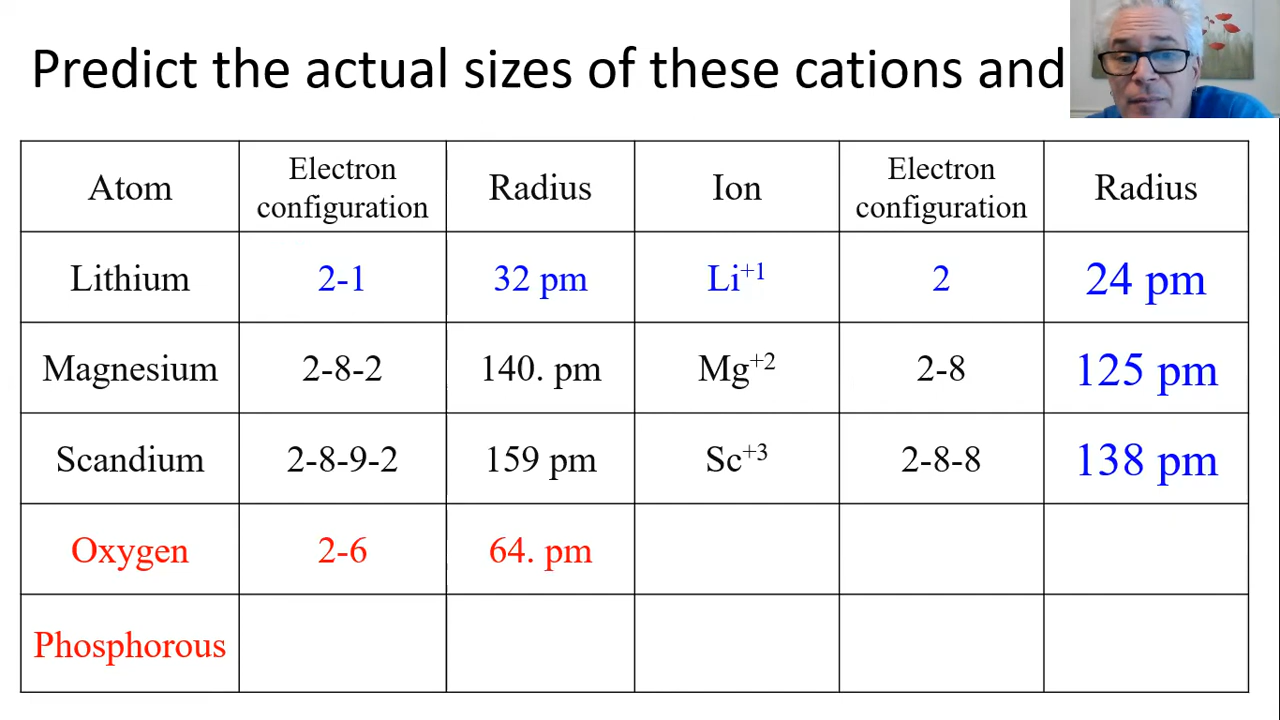 Predict the actual sizes of these cations and
Atom Electron configuration Radius Ion Electron configuration Radius
Lithium 2-1 32 pm Li+1 2 24 pm
Magnesium 2-8-2 140. pm Mg+2 2-8 125 pm
Scandium 2-8-9-2 159 pm Sc+3 2-8-8 138 pm
Oxygen 2-6 64. pm
Phosphorous